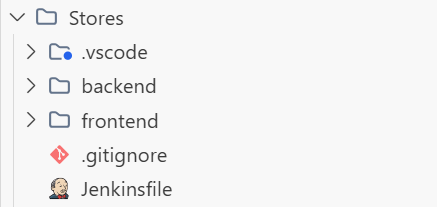 Stores
.vscode
backend
frontend
.gitignore
Jenkinsfile